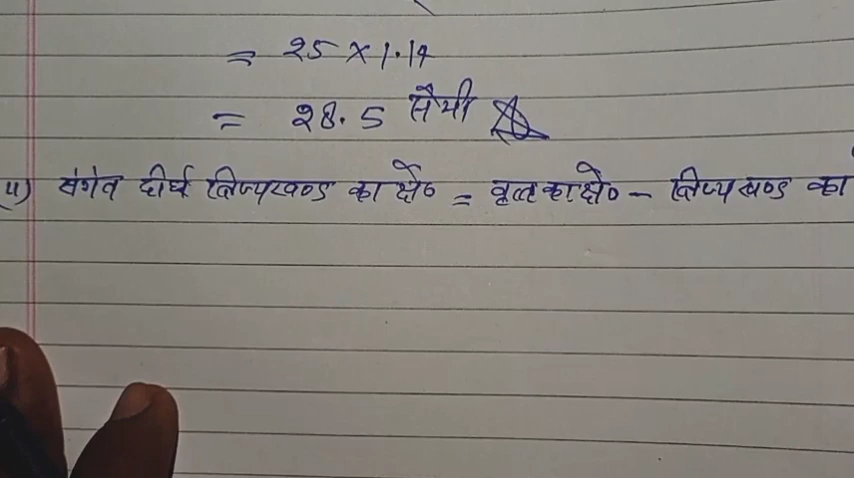 = 25 × 1.14
= 28.5 सेमी
(ii) संगत दीर्घ त्रिज्यखण्ड का क्षे० = वृत्त का क्षे० – त्रिज्यखण्ड का